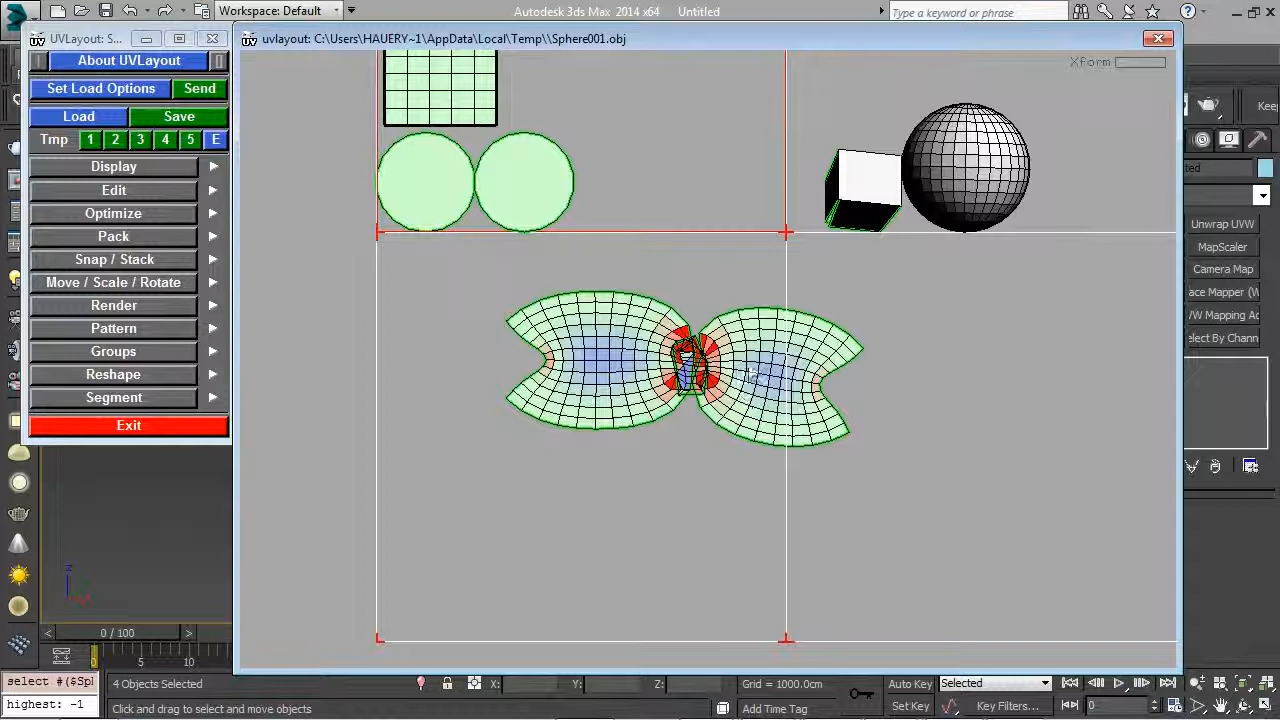 Workspace: Default
Autodesk 3ds Max 2014 x64    Untitled
Type a keyword or phrase
UVLayout: S...
uvlayout: C:\Users\HAUERY~1\AppData\Local\Temp\\Sphere001.obj
About UVLayout
Set Load Options
Send
Load
Save
Tmp 1 2 3 4 5 E
Display
Edit
Optimize
Pack
Snap / Stack
Move / Scale / Rotate
Render
Pattern
Groups
Reshape
Segment
Exit
Xform
Kee
ted
Unwrap UVW
MapScaler
Camera Map
ace Mapper (W
VW Mapping Ad
elect By Chann
z
0 / 100
0 5 10
select #($Spl
highest: -1
4 Objects Selected
Click and drag to select and move objects
X:
Y:
Z:
Grid = 1000.0cm
Add Time Tag
Auto Key
Selected
Set Key
Key Filters...
0